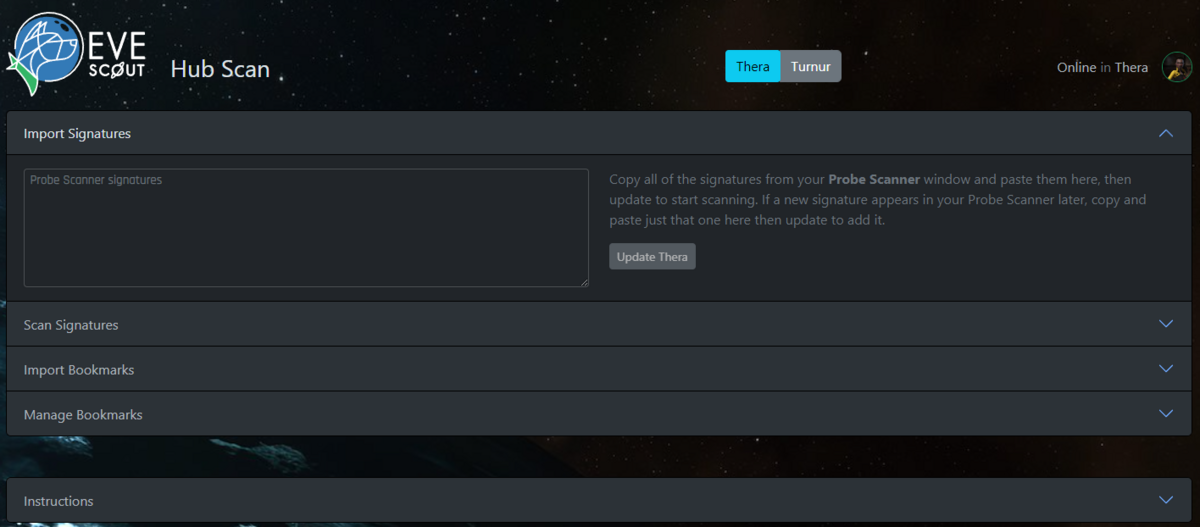 EVE
SCOUT
Hub Scan
Thera
Turnur
Online in Thera
Import Signatures
Probe Scanner signatures
Copy all of the signatures from your Probe Scanner window and paste them here, then
update to start scanning. If a new signature appears in your Probe Scanner later, copy and
paste just that one here then update to add it.
Update Thera
Scan Signatures
Import Bookmarks
Manage Bookmarks
Instructions